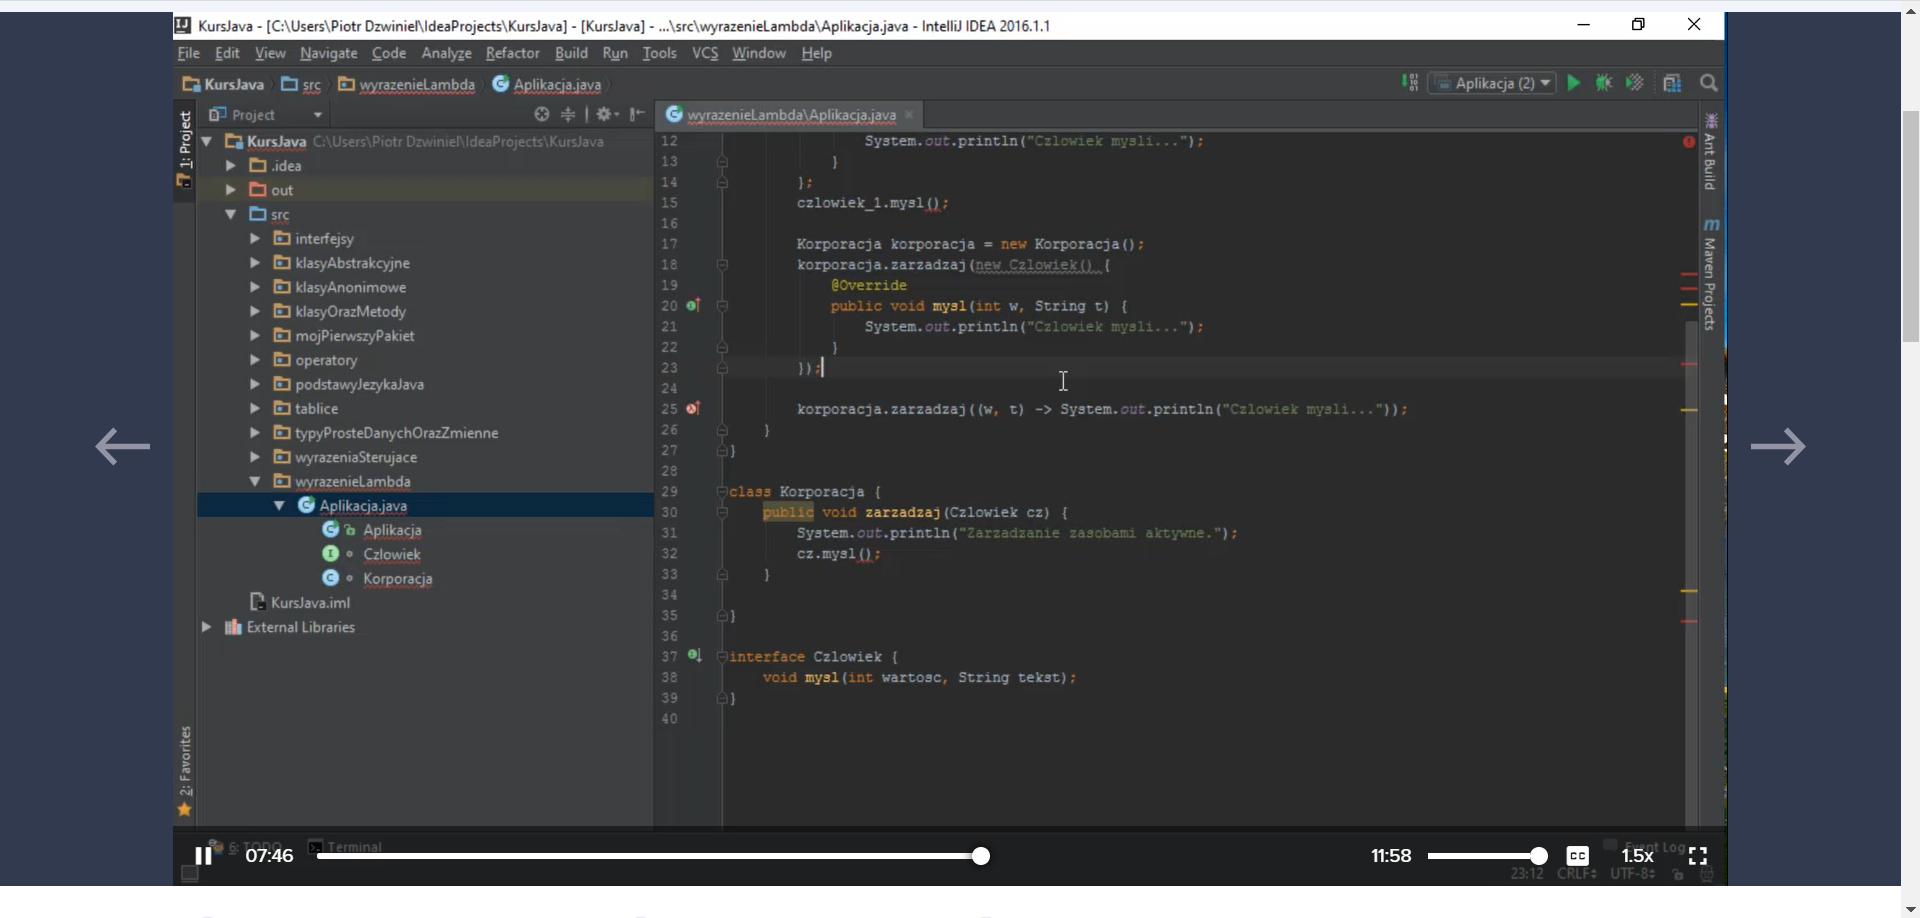 KursJava - [C:\Users\Piotr Dzwiniel\IdeaProjects\KursJava] - [KursJava] - ...\src\wyrazenieLambda\Aplikacja.java - IntelliJ IDEA 2016.1.1
File Edit View Navigate Code Analyze Refactor Build Run Tools VCS Window Help
KursJava src wyrazenieLambda Aplikacja.java Aplikacja (2)
1: Project
Project
KursJava C:\Users\Piotr Dzwiniel\IdeaProjects\KursJava
.idea
out
src
interfejsy
klasyAbstrakcyjne
klasyAnonimowe
klasyOrazMetody
mojPierwszyPakiet
operatory
podstawyJezykaJava
tablice
typyProsteDanychOrazZmienne
wyrazeniaSterujace
wyrazenieLambda
Aplikacja.java
Aplikacja
Czlowiek
Korporacja
KursJava.iml
External Libraries
2: Favorites
wyrazenieLambda\Aplikacja.java
12 System.out.println("Czlowiek mysli...");
13 }
14 };
15 czlowiek_1.mysl();
16
17 Korporacja korporacja = new Korporacja();
18 korporacja.zarzadzaj(new Czlowiek() {
19 @Override
20 public void mysl(int w, String t) {
21 System.out.println("Czlowiek mysli...");
22 }
23 });
24
25 korporacja.zarzadzaj((w, t) -> System.out.println("Czlowiek mysli..."));
26 }
27 }
28
29 class Korporacja {
30 public void zarzadzaj(Czlowiek cz) {
31 System.out.println("Zarzadzanie zasobami aktywne.");
32 cz.mysl();
33 }
34
35 }
36
37 interface Czlowiek {
38 void mysl(int wartosc, String tekst);
39 }
40
Ant Build
Maven Projects
6: TODO Terminal Event Log
07:46 11:58 CC 1.5x
23:12 CRLF UTF-8